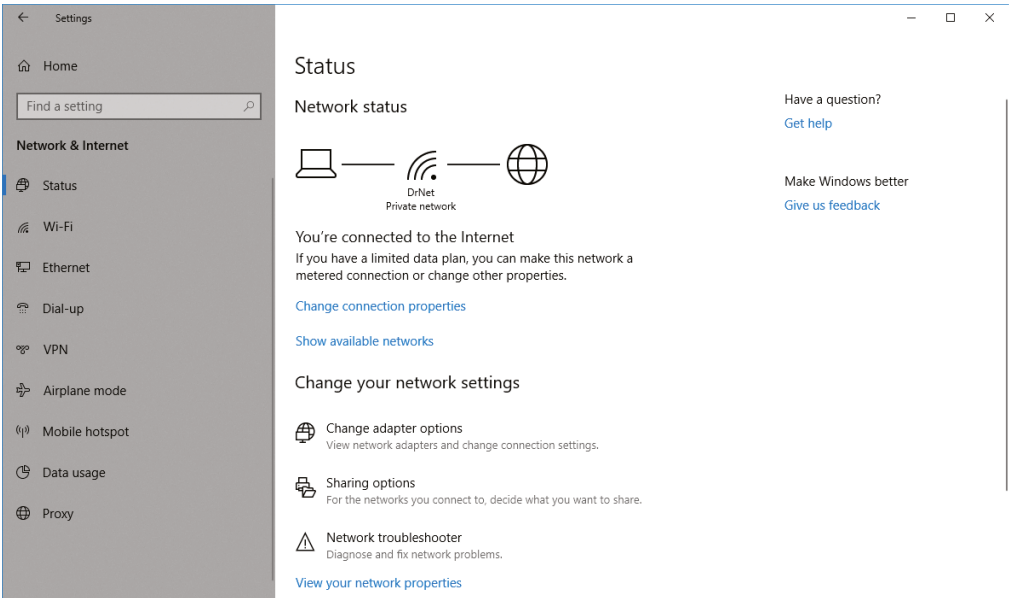 Settings
Home
Find a setting
Network & Internet
Status
Wi-Fi
Ethernet
Dial-up
VPN
Airplane mode
Mobile hotspot
Data usage
Proxy
Status
Network status
DrNet
Private network
You're connected to the Internet
If you have a limited data plan, you can make this network a
metered connection or change other properties.
Change connection properties
Show available networks
Change your network settings
Change adapter options
View network adapters and change connection settings.
Sharing options
For the networks you connect to, decide what you want to share.
Network troubleshooter
Diagnose and fix network problems.
View your network properties
Have a question?
Get help
Make Windows better
Give us feedback